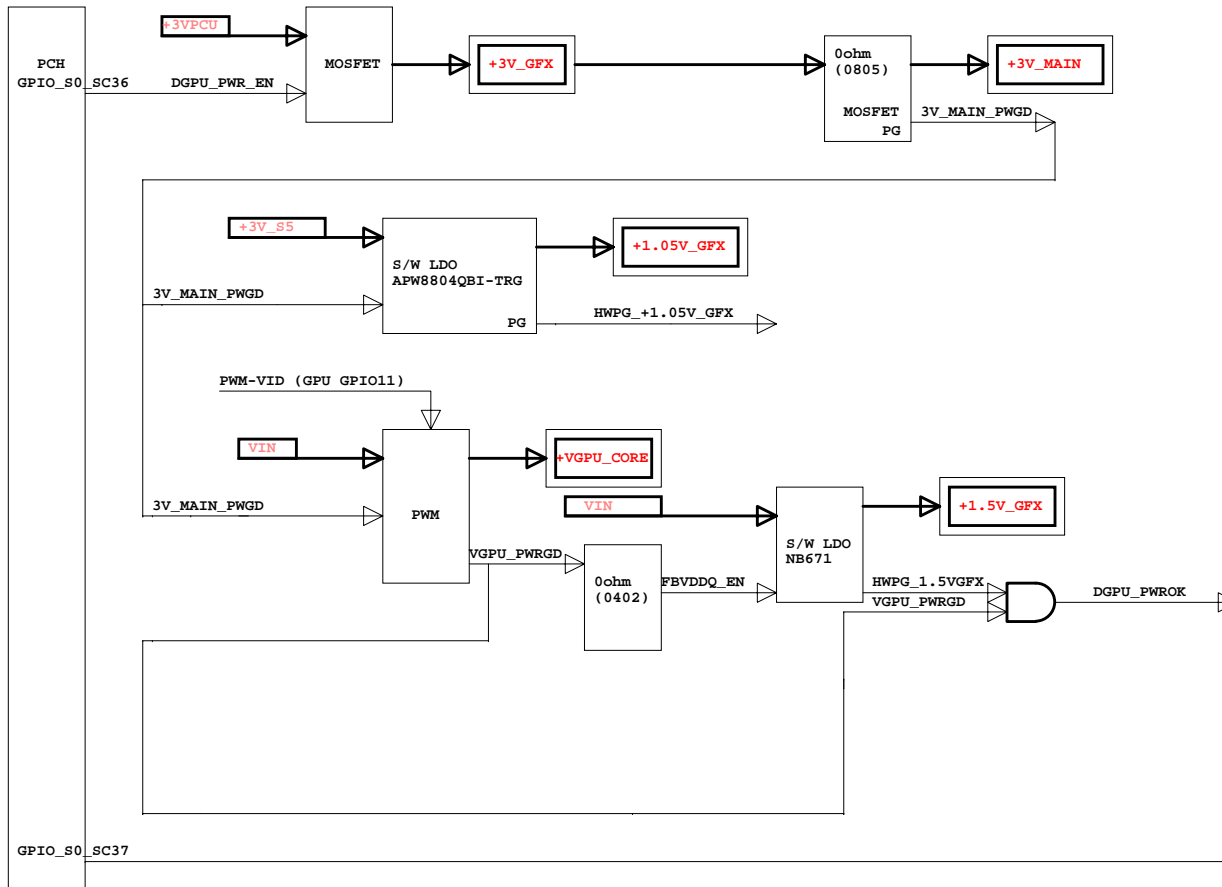 +3VPCU
PCH
GPIO_S0_SC36
DGPU_PWR_EN
MOSFET
+3V_GFX
0ohm
(0805)
MOSFET
PG
+3V_MAIN
3V_MAIN_PWGD
+3V_S5
S/W LDO
APW8804QBI-TRG
PG
+1.05V_GFX
3V_MAIN_PWGD
HWPG_+1.05V_GFX
PWM-VID (GPU GPIO11)
VIN
+VGPU_CORE
3V_MAIN_PWGD
PWM
VIN
+1.5V_GFX
S/W LDO
NB671
VGPU_PWRGD
0ohm
(0402)
FBVDDQ_EN
HWPG_1.5VGFX
VGPU_PWRGD
DGPU_PWROK
GPIO_S0_SC37